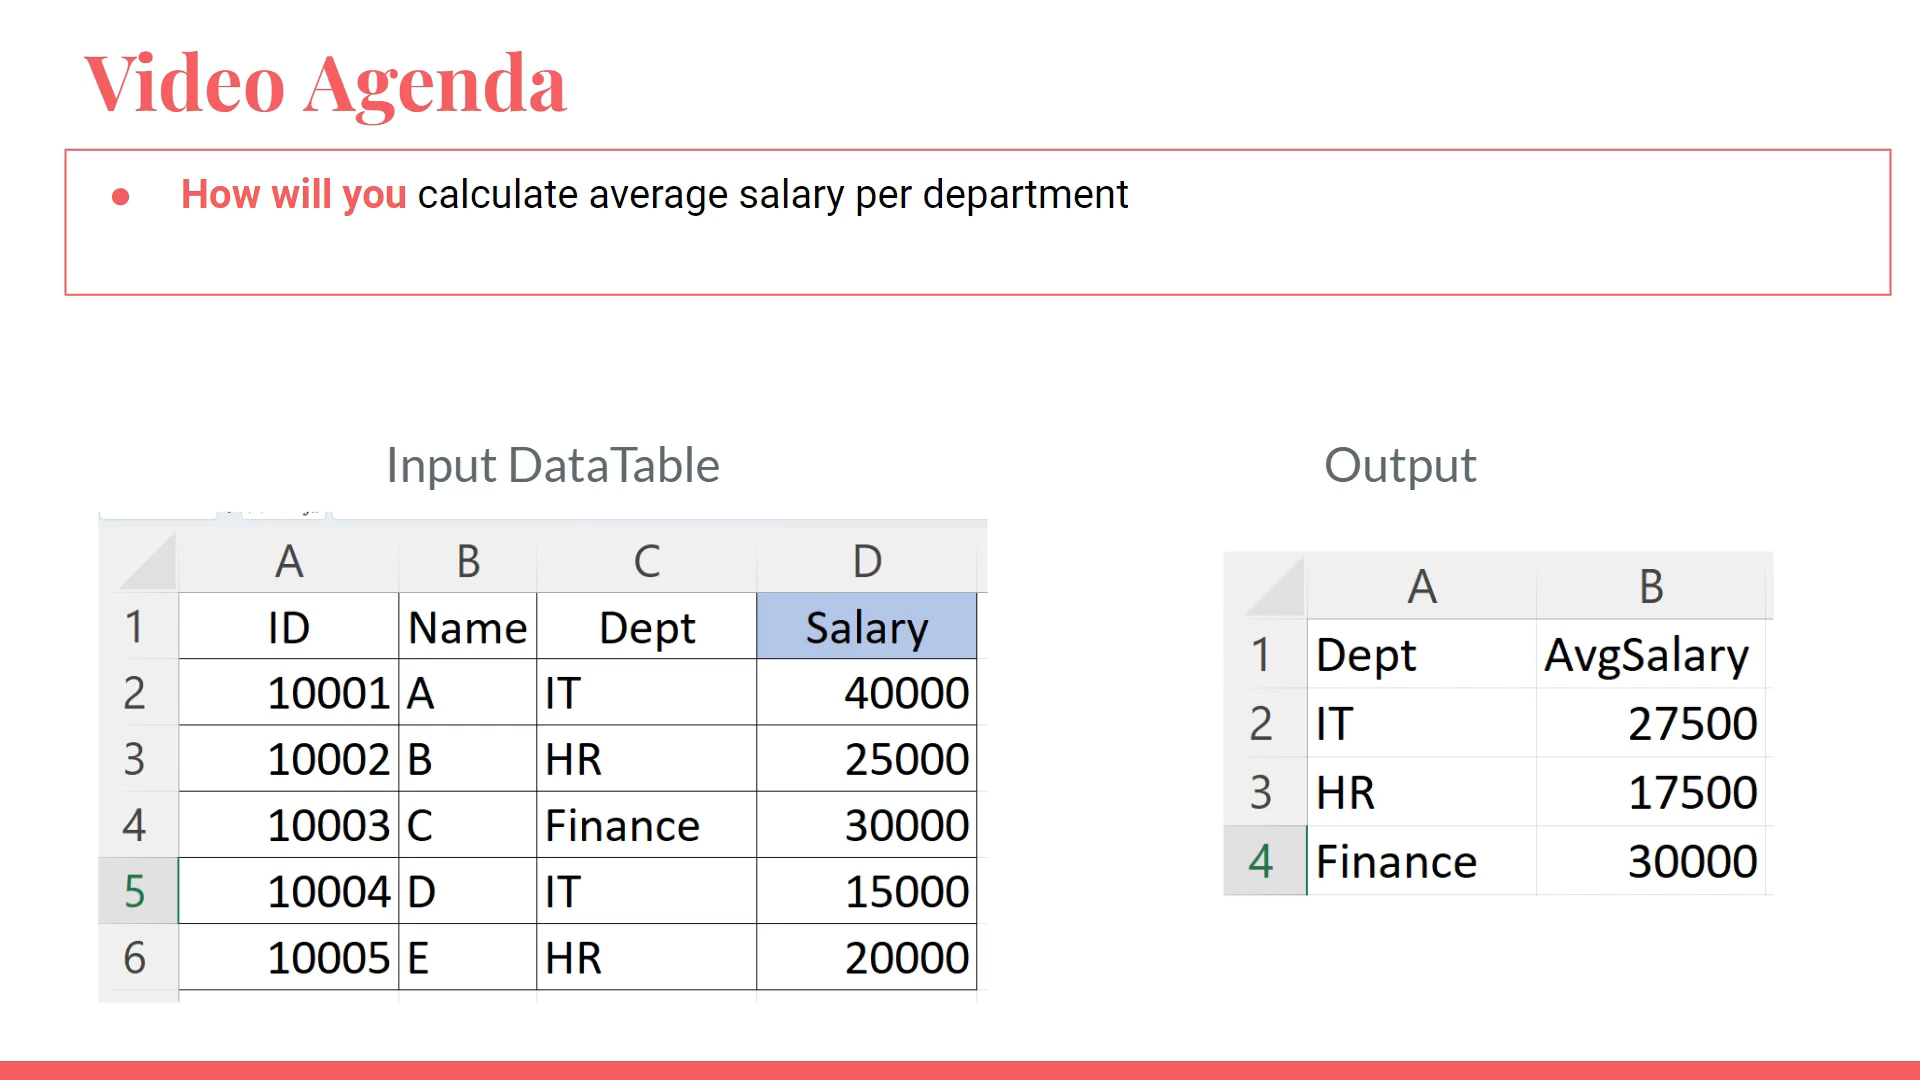 Video Agenda
● How will you calculate average salary per department
Input DataTable
A B C D
1 ID Name Dept Salary
2 10001 A IT 40000
3 10002 B HR 25000
4 10003 C Finance 30000
5 10004 D IT 15000
6 10005 E HR 20000
Output
A B
1 Dept AvgSalary
2 IT 27500
3 HR 17500
4 Finance 30000